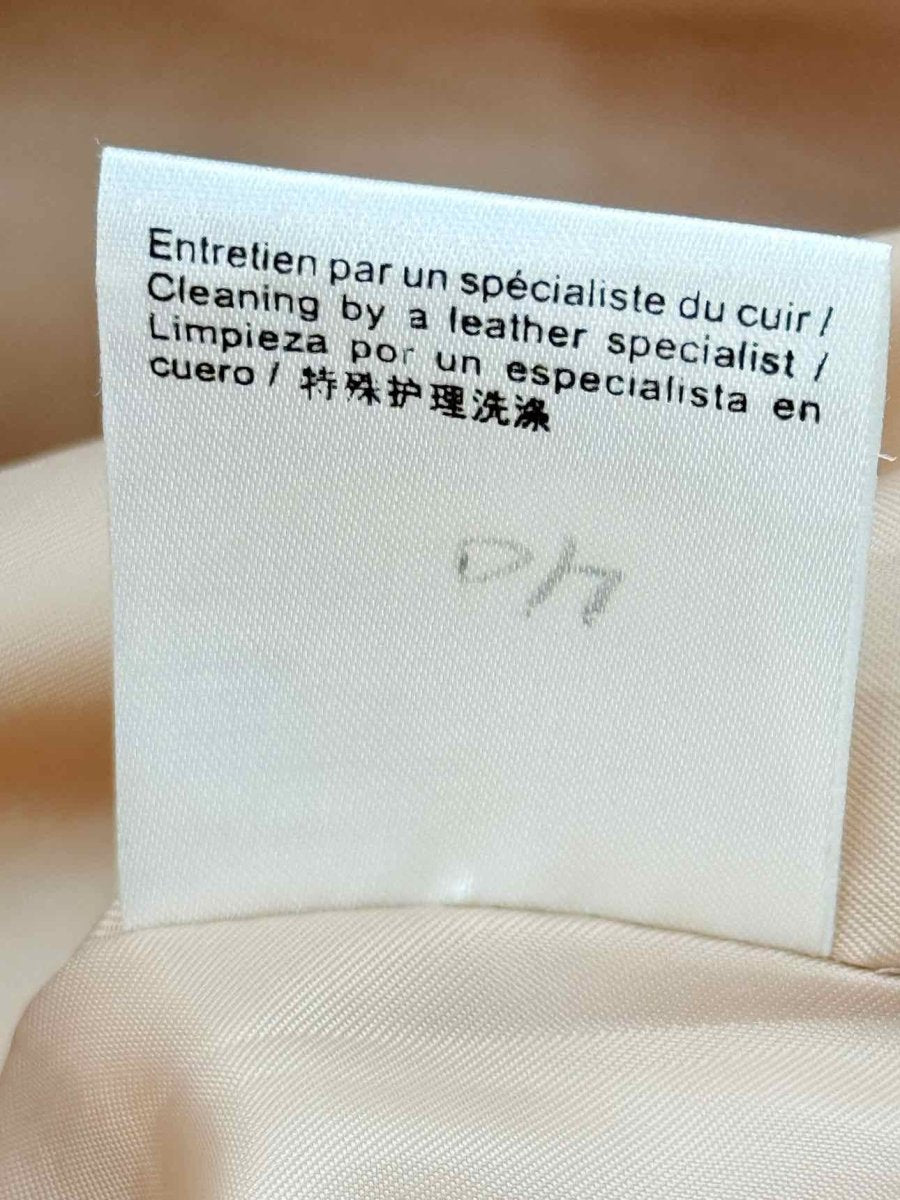 Entretien par un spécialiste du cuir /
Cleaning by a leather specialist /
Limpieza por un especialista en
cuero / 特殊护理洗涤